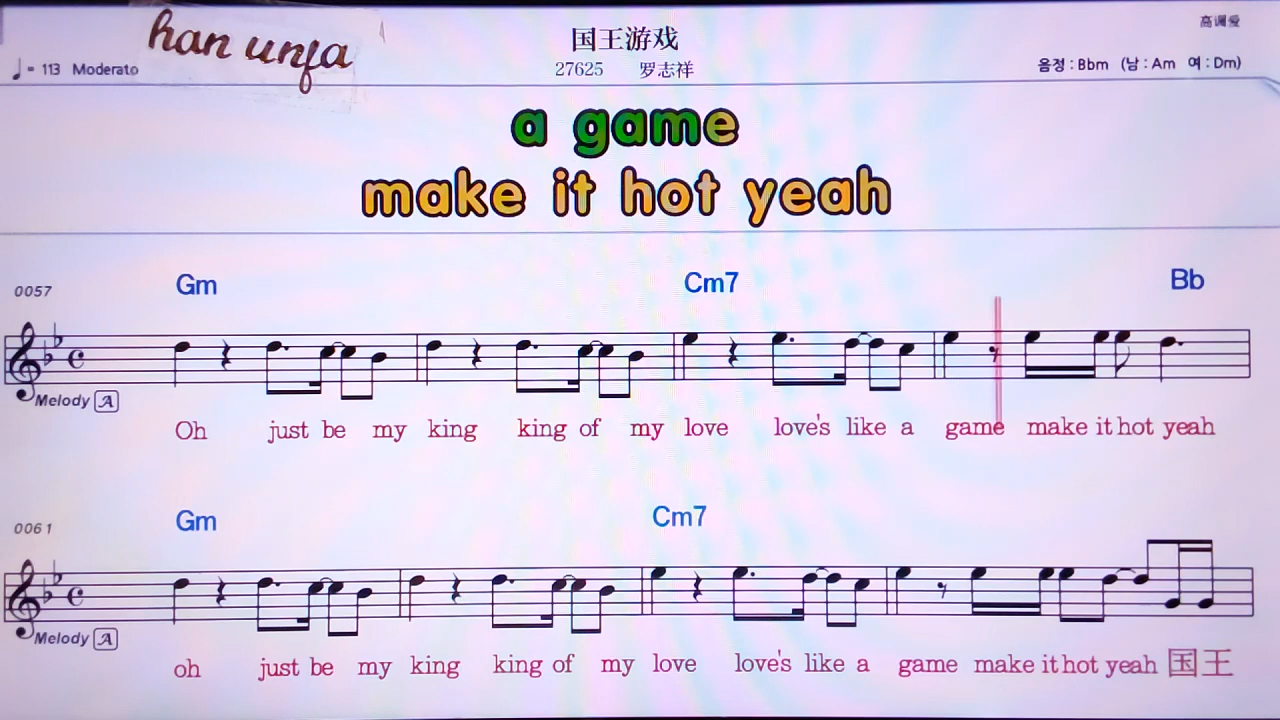 han unfa
高调爱
国王游戏
♩= 113 Moderato
27625 罗志祥
음정 : Bbm (남 : Am 여 : Dm)
a game
make it hot yeah
0057 Gm Cm7 Bb
Melody A
Oh just be my king king of my love love's like a game make it hot yeah
0061 Gm Cm7
Melody A
oh just be my king king of my love love's like a game make it hot yeah 国王